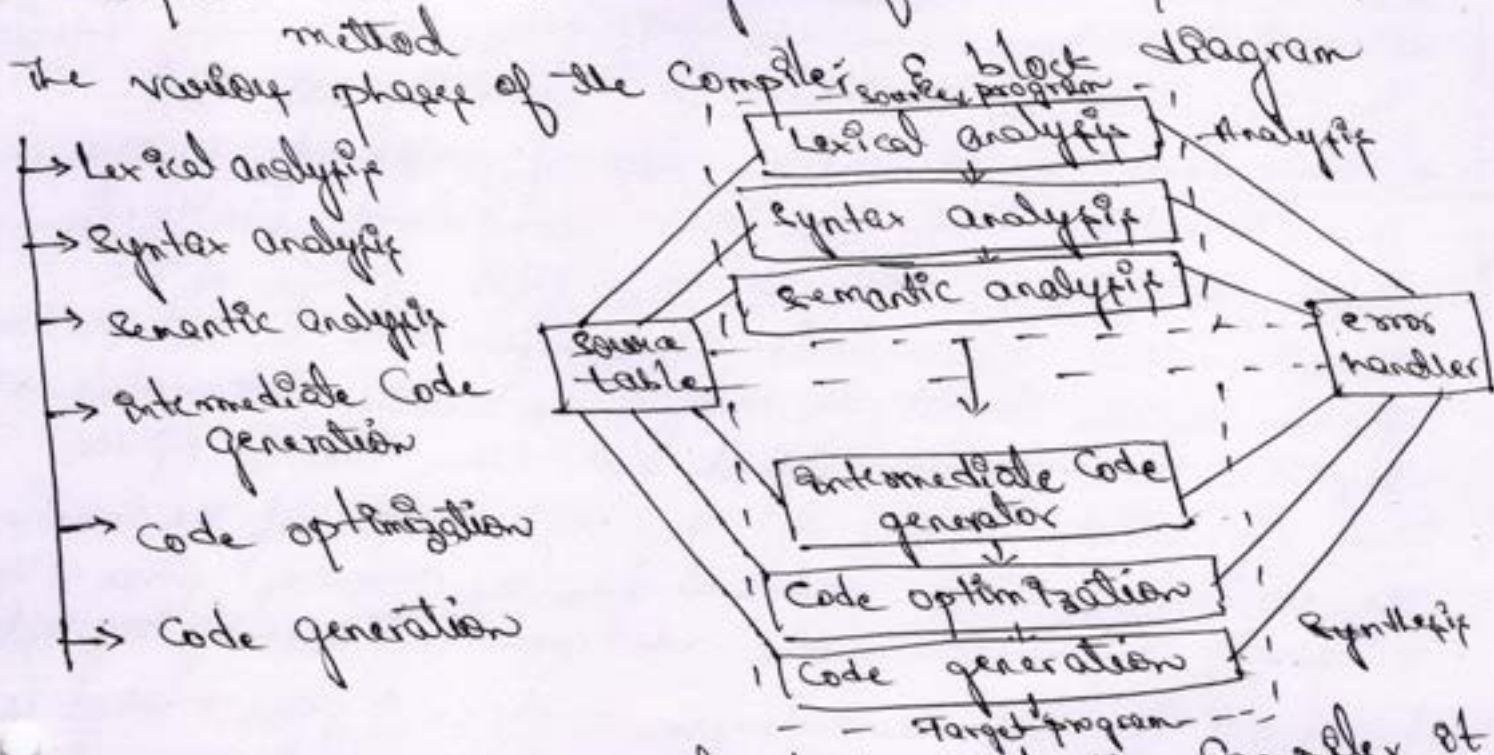 method
The various phases of the Compiler & block diagram
Source program
→ Lexical analysis
→ Syntax analysis
→ Semantic analysis
→ Intermediate Code
generation
→ Code optimization
→ Code generation
Lexical analysis
Analysis
Syntax analysis
Semantic analysis
Source
table
error
handler
Intermediate Code
generator
Code optimization
Code generation
Synthesis
Target program